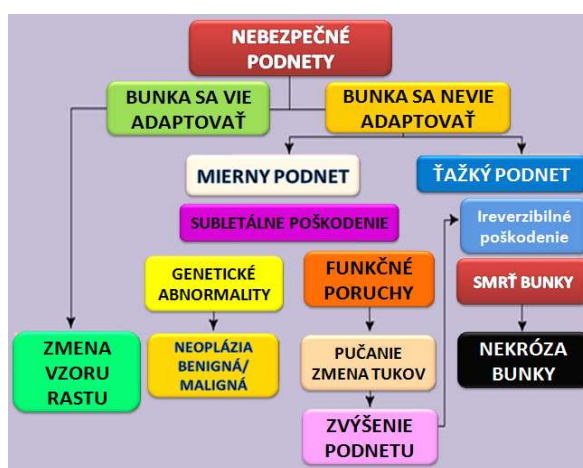 NEBEZPEČNÉ
PODNETY
BUNKA SA VIE
ADAPTOVAŤ
BUNKA SA NEVIE
ADAPTOVAŤ
MIERNY PODNET
ŤAŽKÝ PODNET
SUBLETÁLNE POŠKODENIE
Ireverzibilné
poškodenie
GENETICKÉ
ABNORMALITY
FUNKČNÉ
PORUCHY
SMRŤ BUNKY
ZMENA
VZORU
RASTU
NEOPLÁZIA
BENIGNÁ/
MALIGNÁ
PUČANIE
ZMENA TUKOV
NEKRÓZA
BUNKY
ZVÝŠENIE
PODNETU